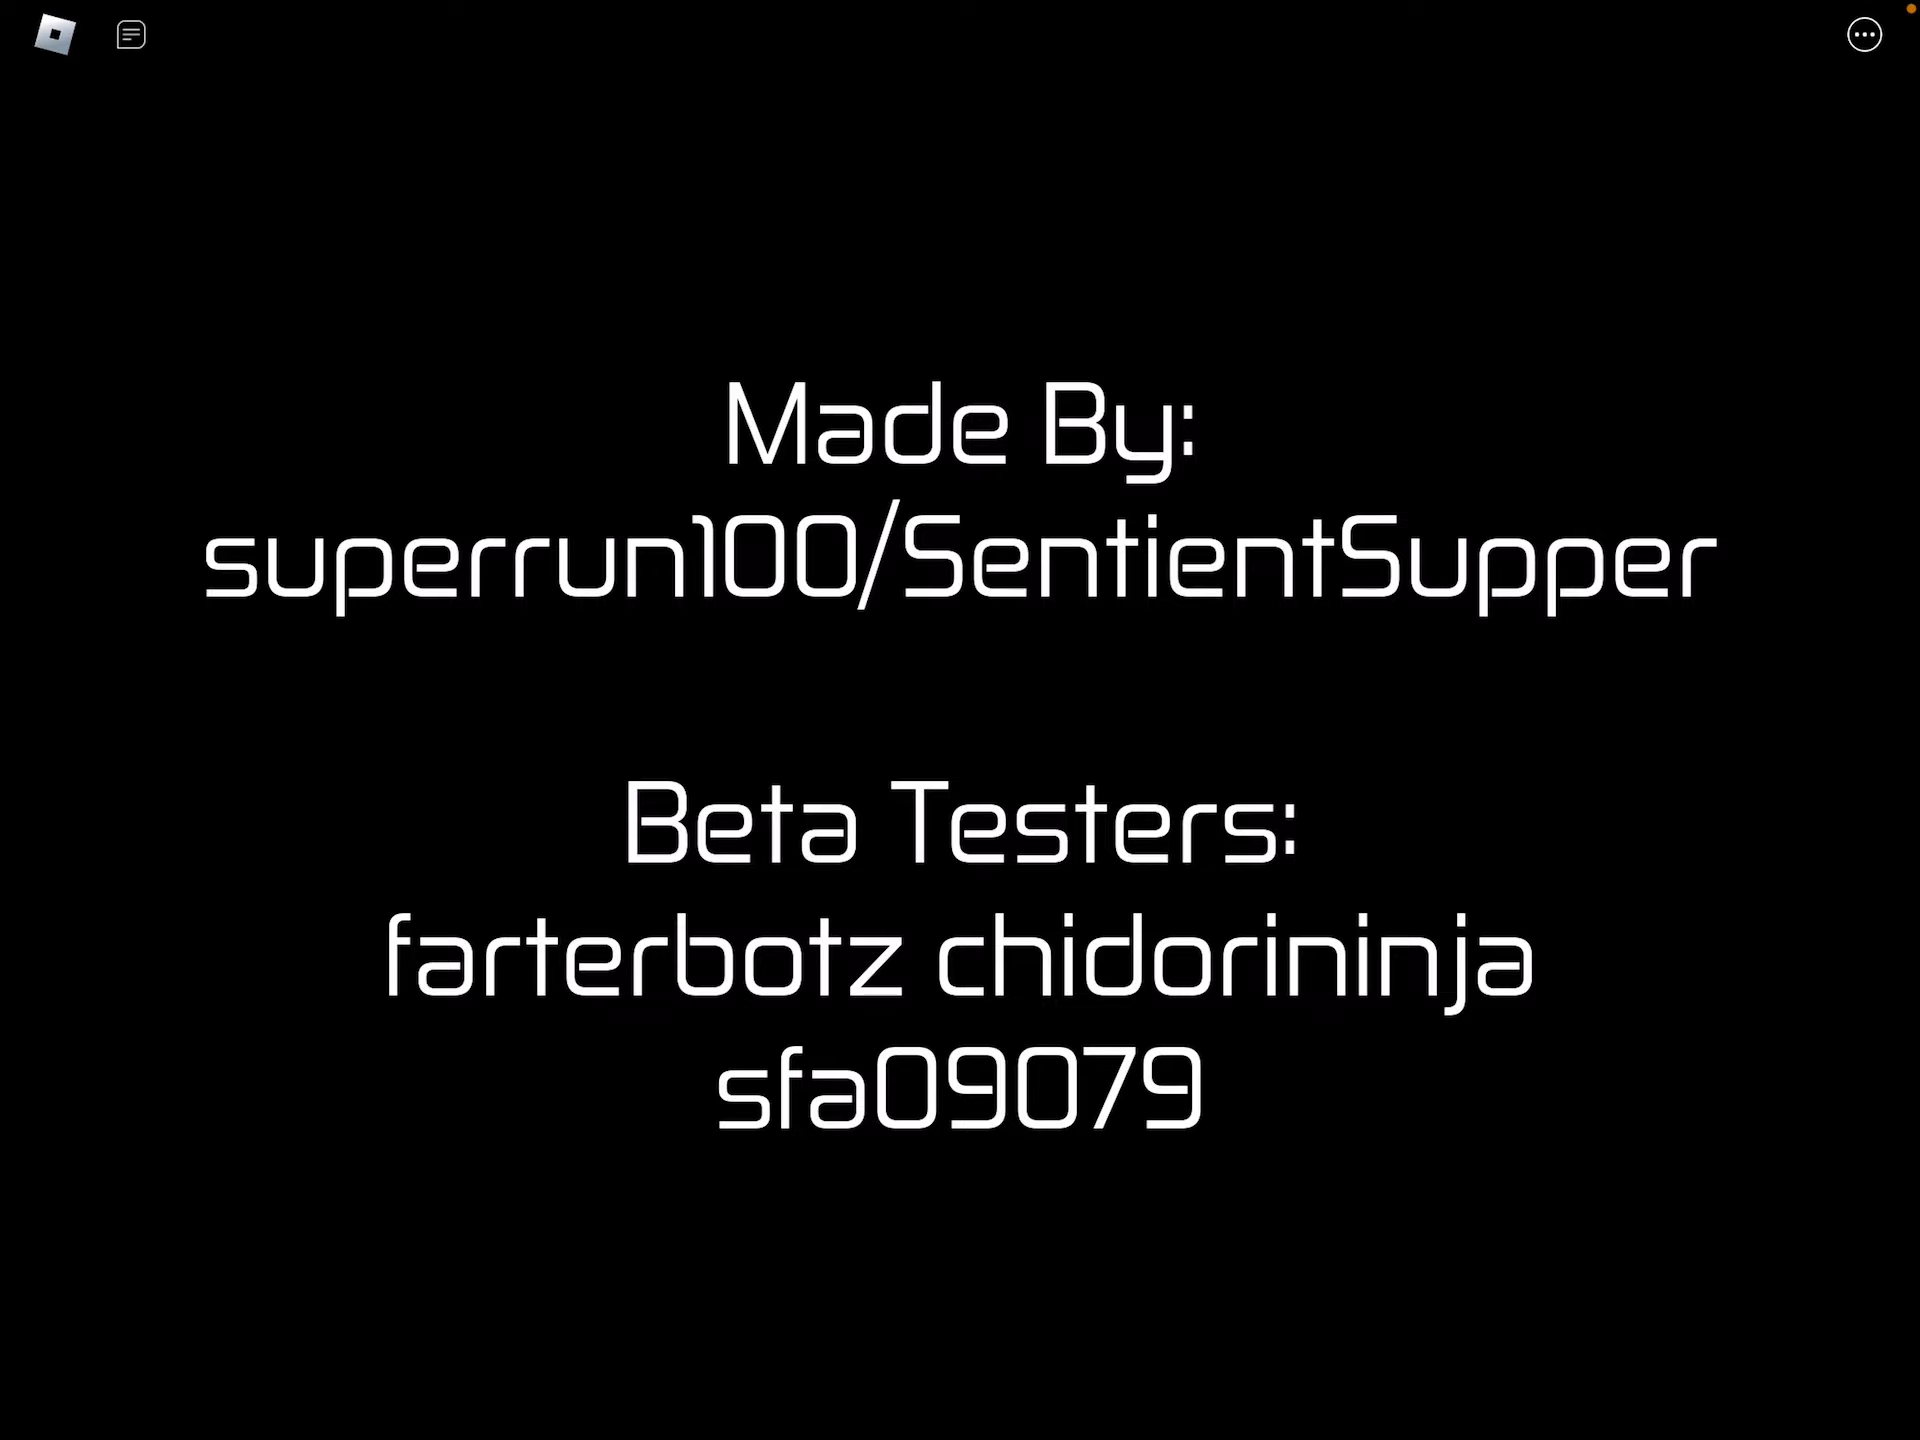 Made By:
superrun100/SentientSupper
Beta Testers:
farterbotz chidorininja
sfa09079